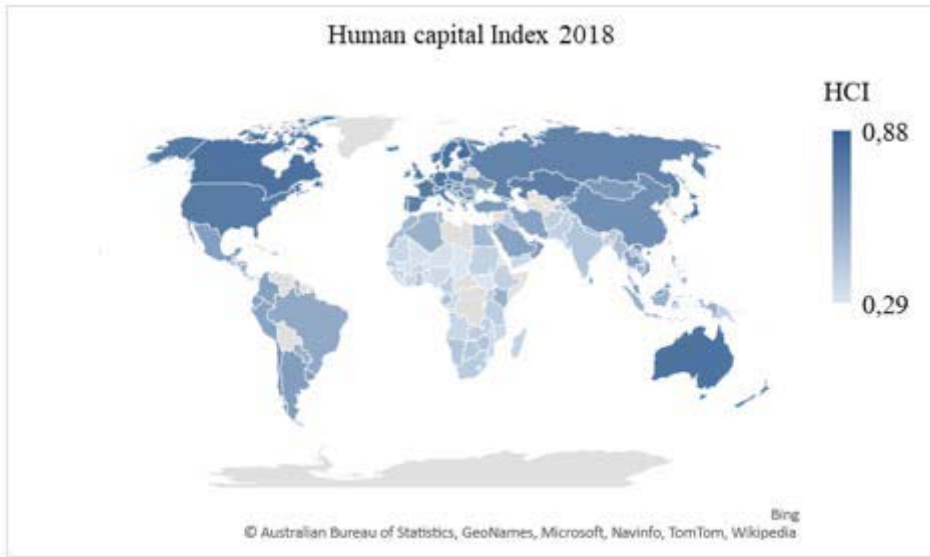 Human capital Index 2018
HCI
0,88
0,29
Bing
© Australian Bureau of Statistics, GeoNames, Microsoft, Navinfo, TomTom, Wikipedia